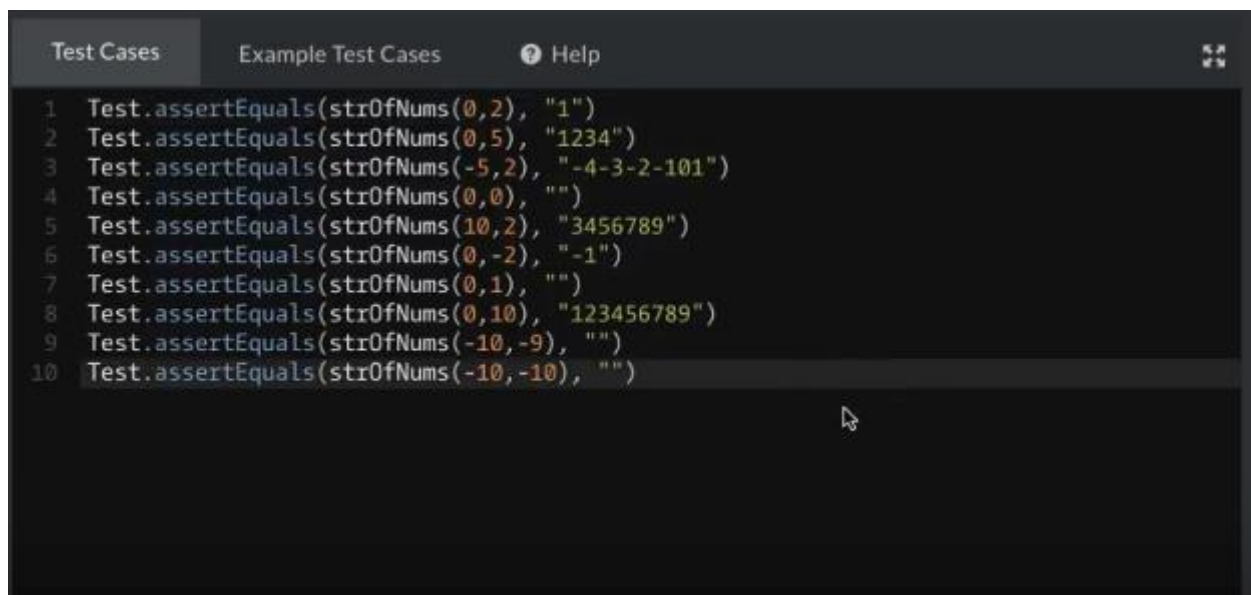 Test Cases Example Test Cases ? Help
1 Test.assertEquals(strOfNums(0,2), "1")
2 Test.assertEquals(strOfNums(0,5), "1234")
3 Test.assertEquals(strOfNums(-5,2), "-4-3-2-101")
4 Test.assertEquals(strOfNums(0,0), "")
5 Test.assertEquals(strOfNums(10,2), "3456789")
6 Test.assertEquals(strOfNums(0,-2), "-1")
7 Test.assertEquals(strOfNums(0,1), "")
8 Test.assertEquals(strOfNums(0,10), "123456789")
9 Test.assertEquals(strOfNums(-10,-9), "")
10 Test.assertEquals(strOfNums(-10,-10), "")